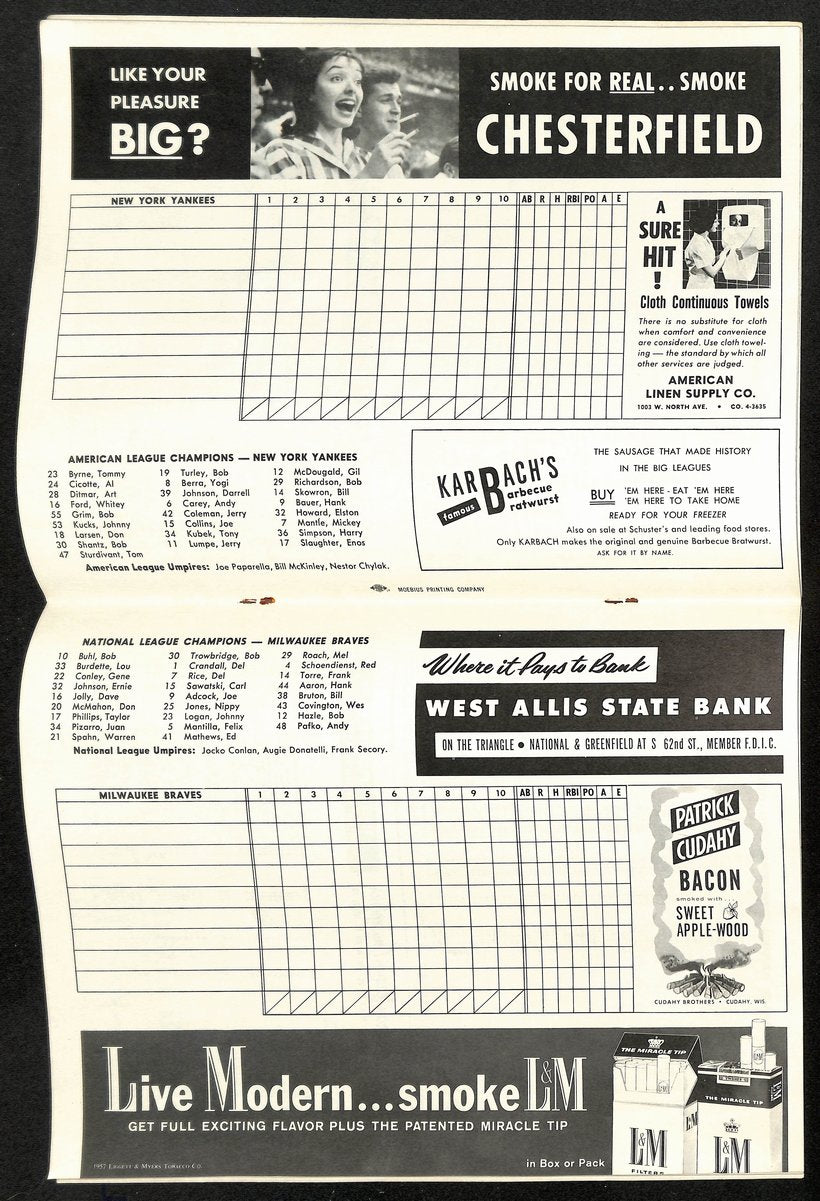 LIKE YOUR
PLEASURE
BIG?
SMOKE FOR REAL.. SMOKE
CHESTERFIELD
NEW YORK YANKEES 1 2 3 4 5 6 7 8 9 10 AB R H RBI PO A E
A
SURE
HIT
!
Cloth Continuous Towels
There is no substitute for cloth
when comfort and convenience
are considered. Use cloth towel-
ing — the standard by which all
other services are judged.
AMERICAN
LINEN SUPPLY CO.
1003 W. NORTH AVE. • CO. 4-3635
AMERICAN LEAGUE CHAMPIONS — NEW YORK YANKEES
23 Byrne, Tommy 19 Turley, Bob 12 McDougald, Gil
24 Cicotte, Al 8 Berra, Yogi 29 Richardson, Bob
28 Ditmar, Art 39 Johnson, Darrell 14 Skowron, Bill
16 Ford, Whitey 6 Carey, Andy 9 Bauer, Hank
55 Grim, Bob 42 Coleman, Jerry 32 Howard, Elston
53 Kucks, Johnny 15 Collins, Joe 7 Mantle, Mickey
18 Larsen, Don 34 Kubek, Tony 36 Simpson, Harry
30 Shantz, Bob 11 Lumpe, Jerry 17 Slaughter, Enos
47 Sturdivant, Tom
American League Umpires: Joe Paparella, Bill McKinley, Nestor Chylak.
famous KARBACH'S
Barbecue
Bratwurst
THE SAUSAGE THAT MADE HISTORY
IN THE BIG LEAGUES
BUY 'EM HERE - EAT 'EM HERE
'EM HERE TO TAKE HOME
READY FOR YOUR FREEZER
Also on sale at Schuster's and leading food stores.
Only KARBACH makes the original and genuine Barbecue Bratwurst.
ASK FOR IT BY NAME.
MOEBIUS PRINTING COMPANY
NATIONAL LEAGUE CHAMPIONS — MILWAUKEE BRAVES
10 Buhl, Bob 30 Trowbridge, Bob 29 Roach, Mel
33 Burdette, Lou 1 Crandall, Del 4 Schoendienst, Red
22 Conley, Gene 7 Rice, Del 14 Torre, Frank
32 Johnson, Ernie 15 Sawatski, Carl 44 Aaron, Hank
16 Jolly, Dave 9 Adcock, Joe 38 Bruton, Bill
20 McMahon, Don 25 Jones, Nippy 43 Covington, Wes
17 Phillips, Taylor 23 Logan, Johnny 12 Hazle, Bob
34 Pizarro, Juan 5 Mantilla, Felix 48 Pafko, Andy
21 Spahn, Warren 41 Mathews, Ed
National League Umpires: Jocko Conlan, Augie Donatelli, Frank Secory.
Where it Pays to Bank
WEST ALLIS STATE BANK
ON THE TRIANGLE • NATIONAL & GREENFIELD AT S 62nd ST., MEMBER F.D.I.C.
MILWAUKEE BRAVES 1 2 3 4 5 6 7 8 9 10 AB R H RBI PO A E
PATRICK
CUDAHY
BACON
smoked with...
SWEET
APPLE-WOOD
CUDAHY BROTHERS • CUDAHY, WIS.
Live Modern...smoke L&M
GET FULL EXCITING FLAVOR PLUS THE PATENTED MIRACLE TIP
in Box or Pack
1957 LIGGETT & MYERS TOBACCO CO.
THE MIRACLE TIP
L&M
FILTERS
THE MIRACLE TIP
L&M